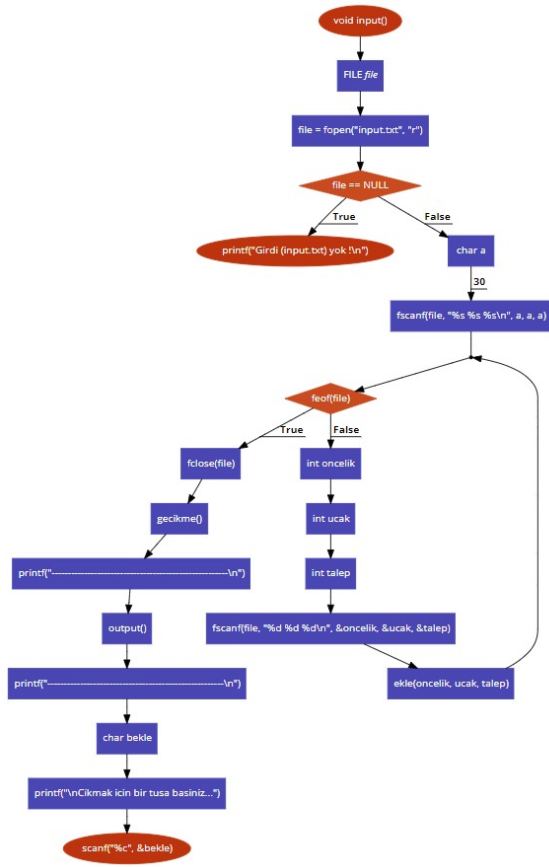 void input()
FILE file
file = fopen("input.txt", "r")
file == NULL
True
False
printf("Girdi (input.txt) yok !\n")
char a
30
fscanf(file, "%s %s %s\n", a, a, a)
feof(file)
True
False
fclose(file)
int oncelik
gecikme()
int ucak
printf("------------------------------------------------------\n")
int talep
output()
fscanf(file, "%d %d %d\n", &oncelik, &ucak, &talep)
printf("------------------------------------------------------\n")
ekle(oncelik, ucak, talep)
char bekle
printf("\nCikmak icin bir tusa basiniz...")
scanf("%c", &bekle)